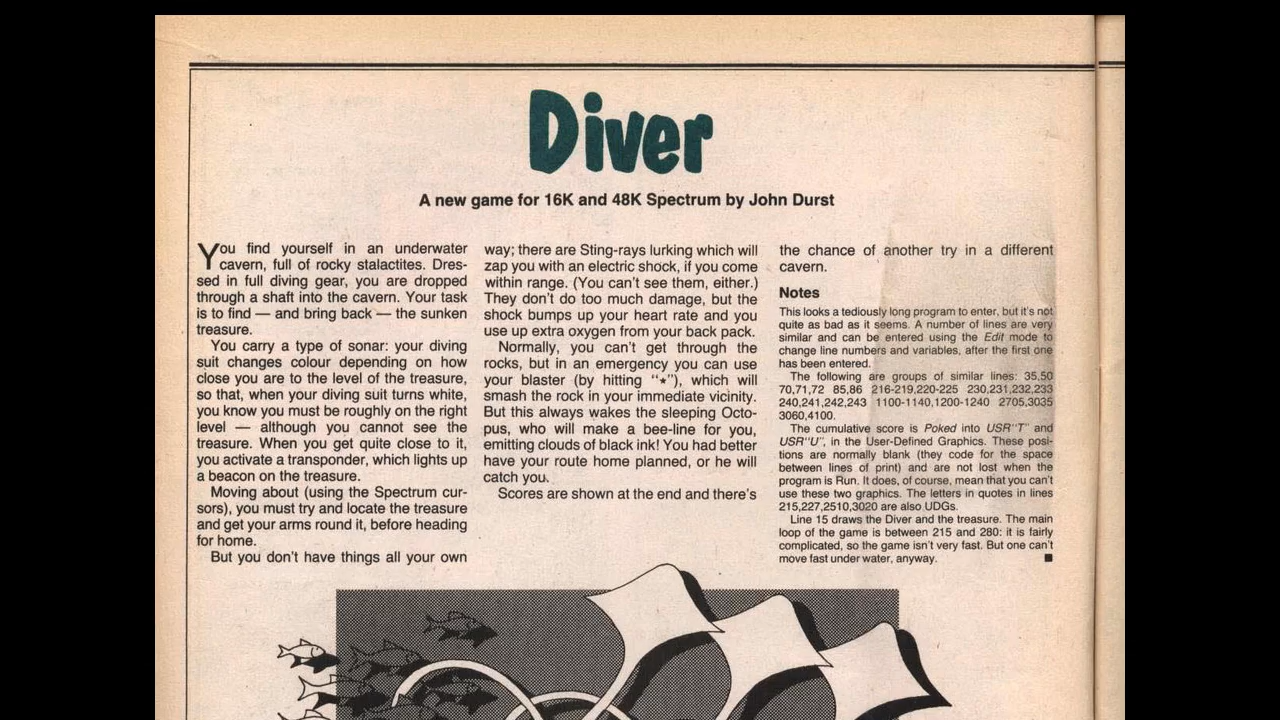 Diver
A new game for 16K and 48K Spectrum by John Durst
You find yourself in an underwater
cavern, full of rocky stalactites. Dres-
sed in full diving gear, you are dropped
through a shaft into the cavern. Your task
is to find — and bring back — the sunken
treasure.
You carry a type of sonar: your diving
suit changes colour depending on how
close you are to the level of the treasure,
so that, when your diving suit turns white,
you know you must be roughly on the right
level — although you cannot see the
treasure. When you get quite close to it,
you activate a transponder, which lights up
a beacon on the treasure.
Moving about (using the Spectrum cur-
sors), you must try and locate the treasure
and get your arms round it, before heading
for home.
But you don't have things all your own
way; there are Sting-rays lurking which will
zap you with an electric shock, if you come
within range. (You can't see them, either.)
They don't do too much damage, but the
shock bumps up your heart rate and you
use up extra oxygen from your back pack.
Normally, you can't get through the
rocks, but in an emergency you can use
your blaster (by hitting “★”), which will
smash the rock in your immediate vicinity.
But this always wakes the sleeping Octo-
pus, who will make a bee-line for you,
emitting clouds of black ink! You had better
have your route home planned, or he will
catch you.
Scores are shown at the end and there's
the chance of another try in a different
cavern.
Notes
This looks a tediously long program to enter, but it's not
quite as bad as it seems. A number of lines are very
similar and can be entered using the Edit mode to
change line numbers and variables, after the first one
has been entered.
The following are groups of similar lines: 35,50
70,71,72 85,86 216-219,220-225 230,231,232,233
240,241,242,243 1100-1140,1200-1240 2705,3035
3060,4100.
The cumulative score is Poked into USR"T" and
USR"U", in the User-Defined Graphics. These posi-
tions are normally blank (they code for the space
between lines of print) and are not lost when the
program is Run. It does, of course, mean that you can't
use these two graphics. The letters in quotes in lines
215,227,2510,3020 are also UDGs.
Line 15 draws the Diver and the treasure. The main
loop of the game is between 215 and 280: it is fairly
complicated, so the game isn't very fast. But one can't
move fast under water, anyway. ■